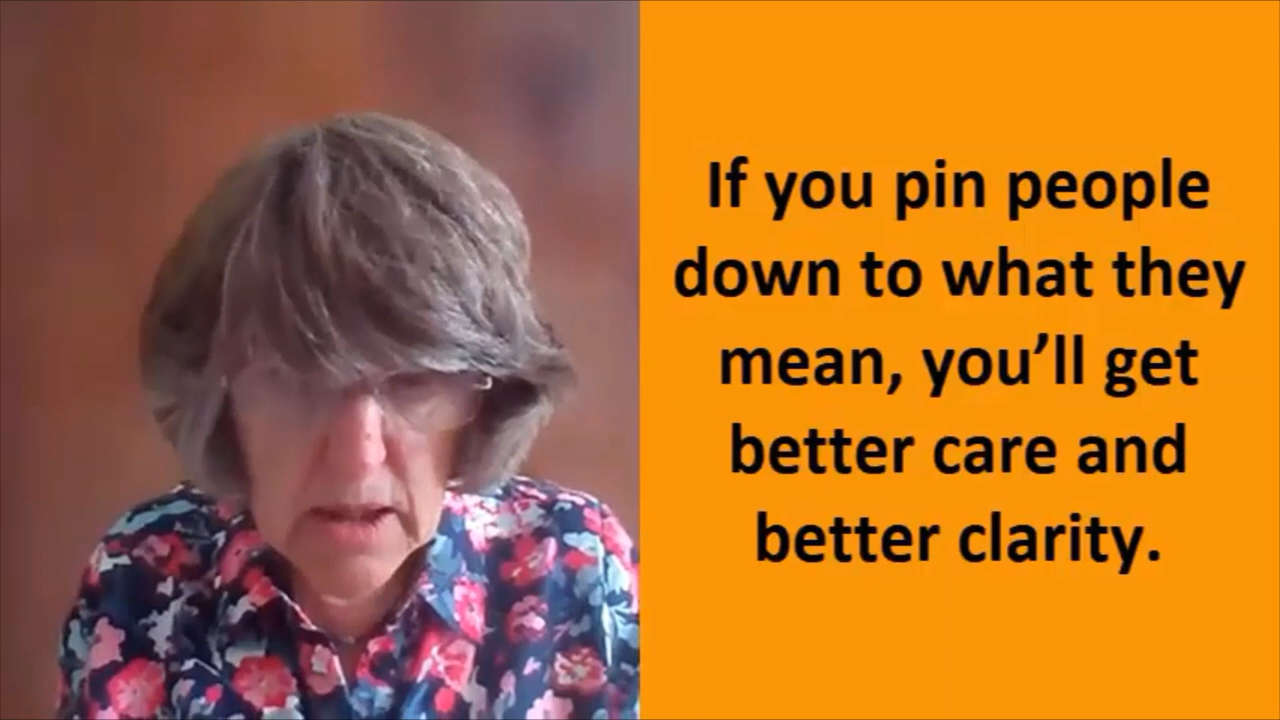 If you pin people
down to what they
mean, you’ll get
better care and
better clarity.